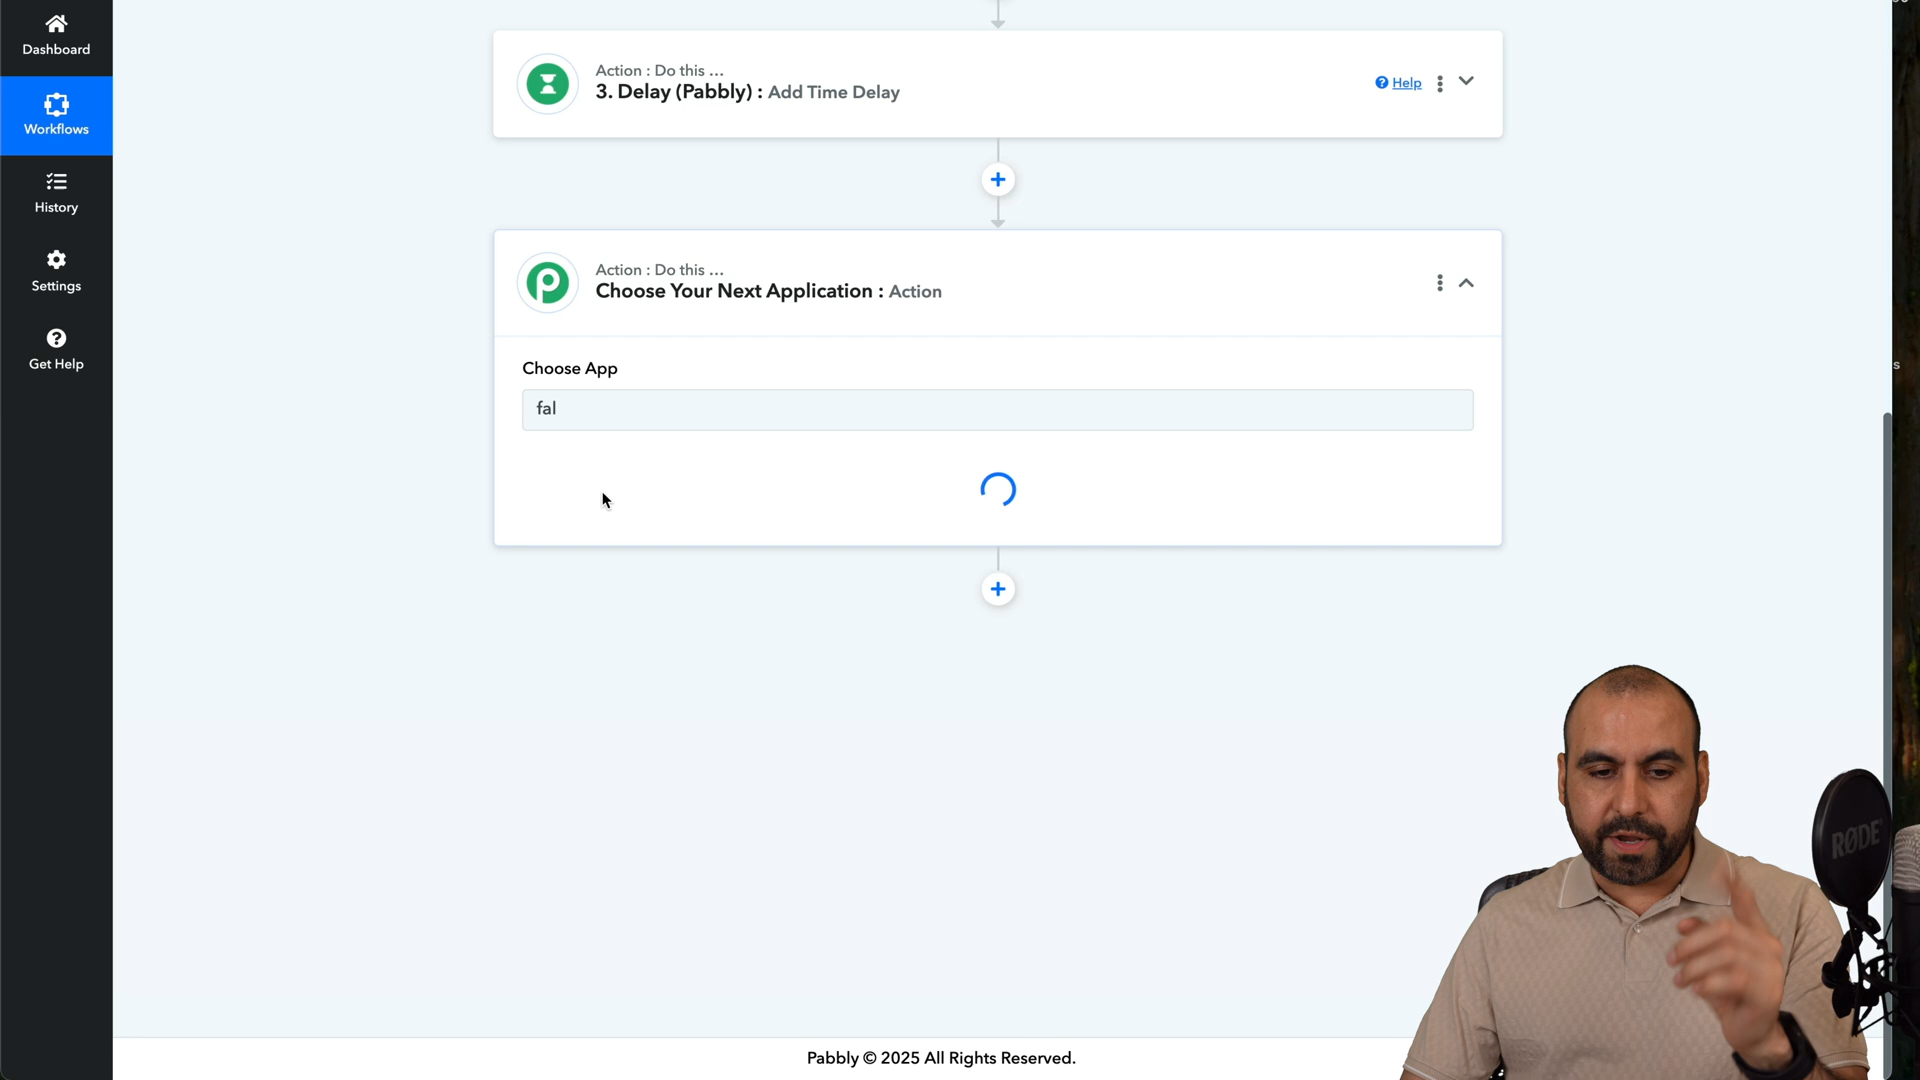 Dashboard
Workflows
History
Settings
Get Help
Action : Do this ...
3. Delay (Pabbly) : Add Time Delay
Help
Action : Do this ...
Choose Your Next Application : Action
Choose App
fal
s
RØDE
Pabbly © 2025 All Rights Reserved.